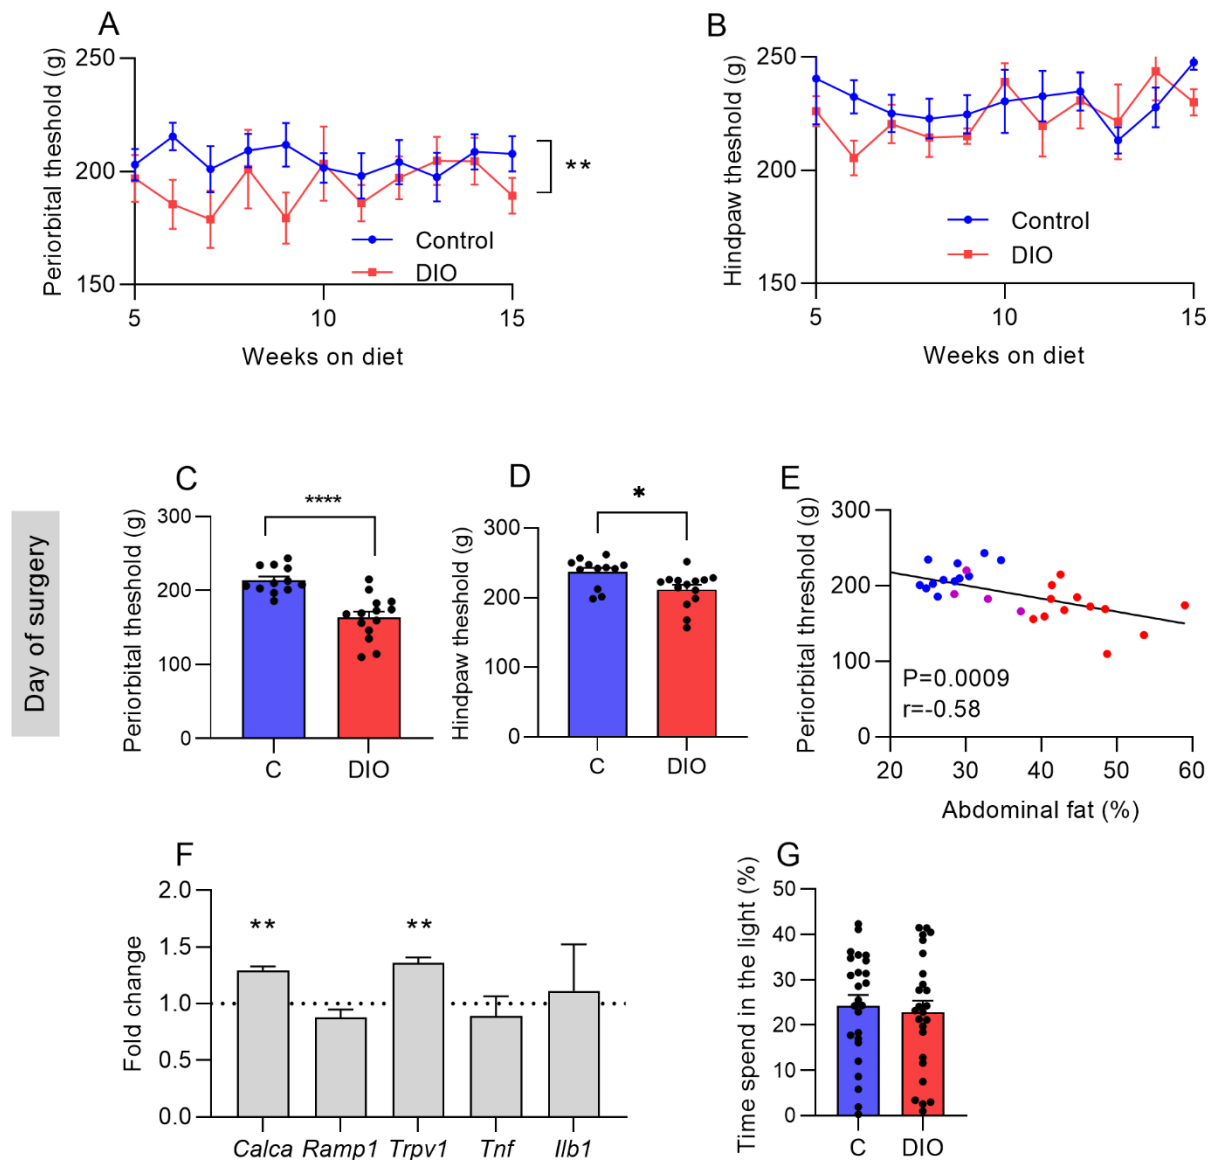 A
Periorbital theshold (g)
250
200
150
**
Control
DIO
5
10
15
Weeks on diet
B
Hindpaw theshold (g)
250
200
250
Control
DIO
5
10
15
Weeks on diet
Day of surgery
C
Periorbital theshold (g)
300
200
100
0
****
C
DIO
D
Hindpaw theshold (g)
300
200
100
0
*
C
DIO
E
Periorbital threshold (g)
300
200
100
0
P=0.0009
r=-0.58
20
30
40
50
60
Abdominal fat (%)
F
Fold change
2.0
1.5
1.0
0.5
0.0
**
**
Calca
Ramp1
Trpv1
Tnf
Ilb1
G
Time spend in the light (%)
50
40
30
20
10
0
C
DIO